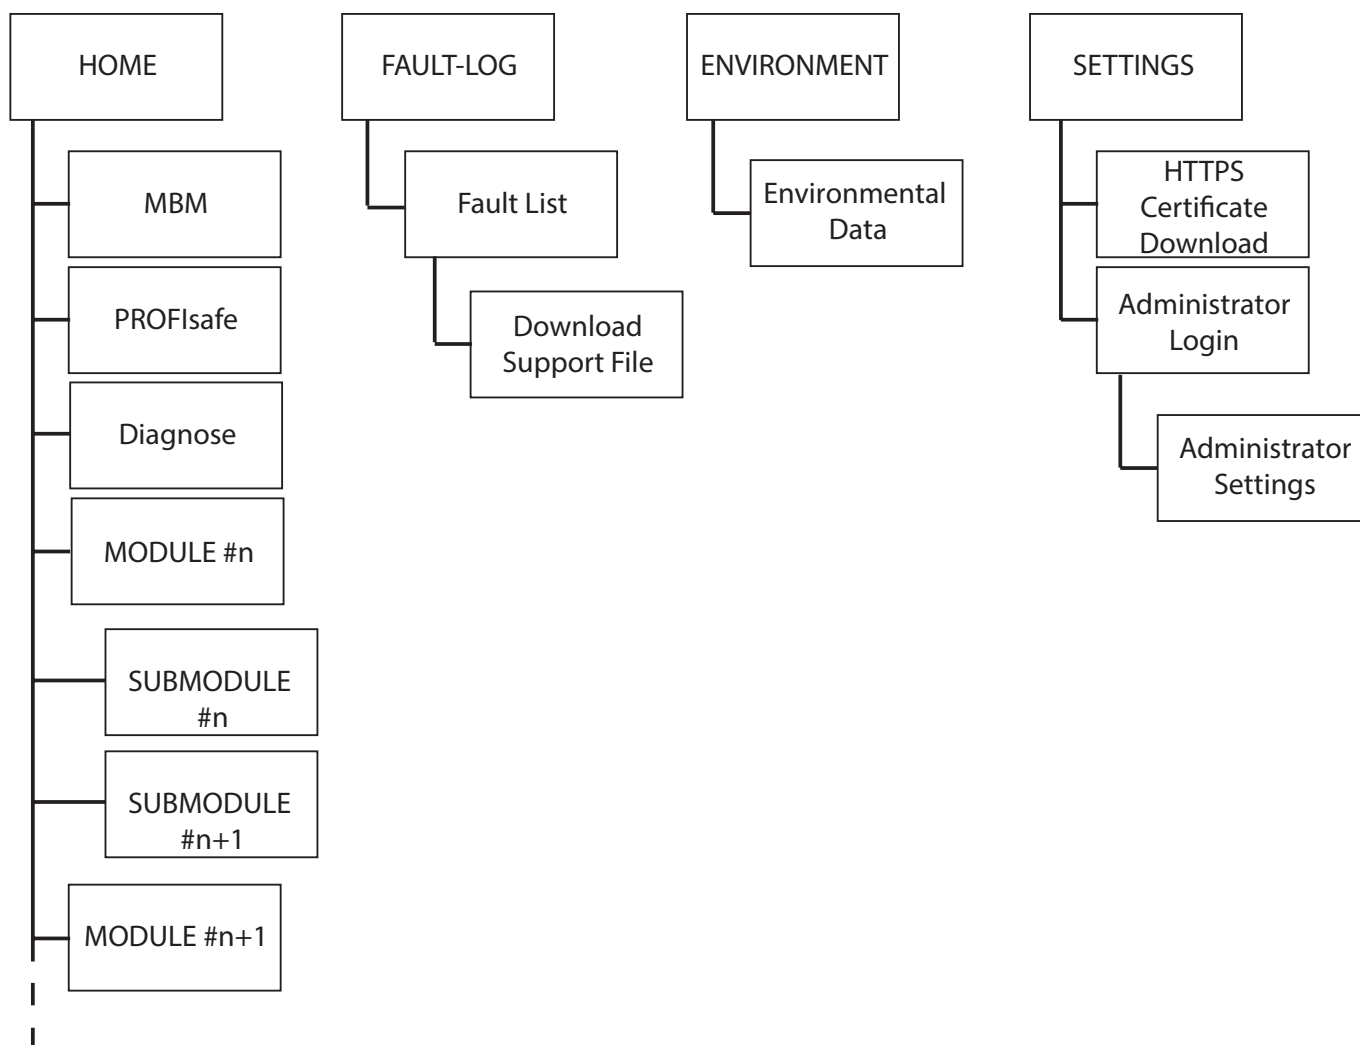 HOME
MBM
PROFIsafe
Diagnose
MODULE #n
SUBMODULE
#n
SUBMODULE
#n+1
MODULE #n+1
FAULT-LOG
Fault List
Download
Support File
ENVIRONMENT
Environmental
Data
SETTINGS
HTTPS
Certificate
Download
Administrator
Login
Administrator
Settings